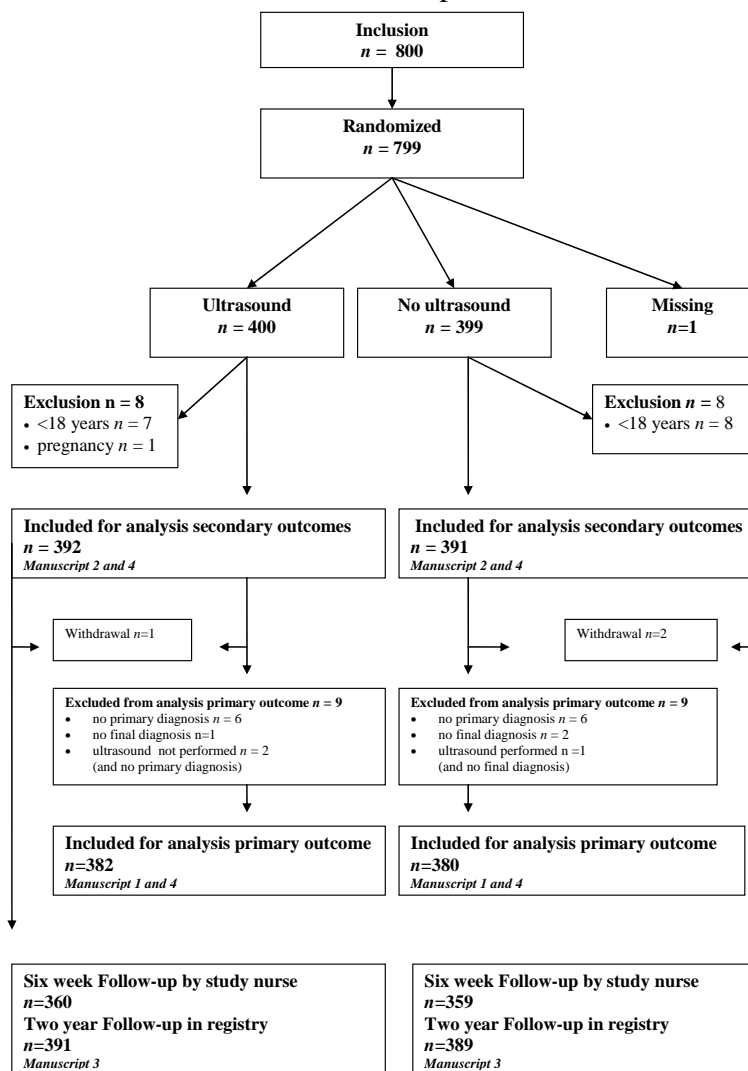 Inclusion
n = 800
Randomized
n = 799
Ultrasound
n = 400
No ultrasound
n = 399
Missing
n=1
Exclusion n = 8
• <18 years n = 7
• pregnancy n = 1
Exclusion n = 8
• <18 years n = 8
Included for analysis secondary outcomes
n = 392
Manuscript 2 and 4
Included for analysis secondary outcomes
n = 391
Manuscript 2 and 4
Withdrawal n=1
Withdrawal n=2
Excluded from analysis primary outcome n = 9
• no primary diagnosis n = 6
• no final diagnosis n=1
• ultrasound not performed n = 2
(and no primary diagnosis)
Excluded from analysis primary outcome n = 9
• no primary diagnosis n = 6
• no final diagnosis n = 2
• ultrasound performed n =1
(and no final diagnosis)
Included for analysis primary outcome
n=382
Manuscript 1 and 4
Included for analysis primary outcome
n=380
Manuscript 1 and 4
Six week Follow-up by study nurse
n=360
Two year Follow-up in registry
n=391
Manuscript 3
Six week Follow-up by study nurse
n=359
Two year Follow-up in registry
n=389
Manuscript 3